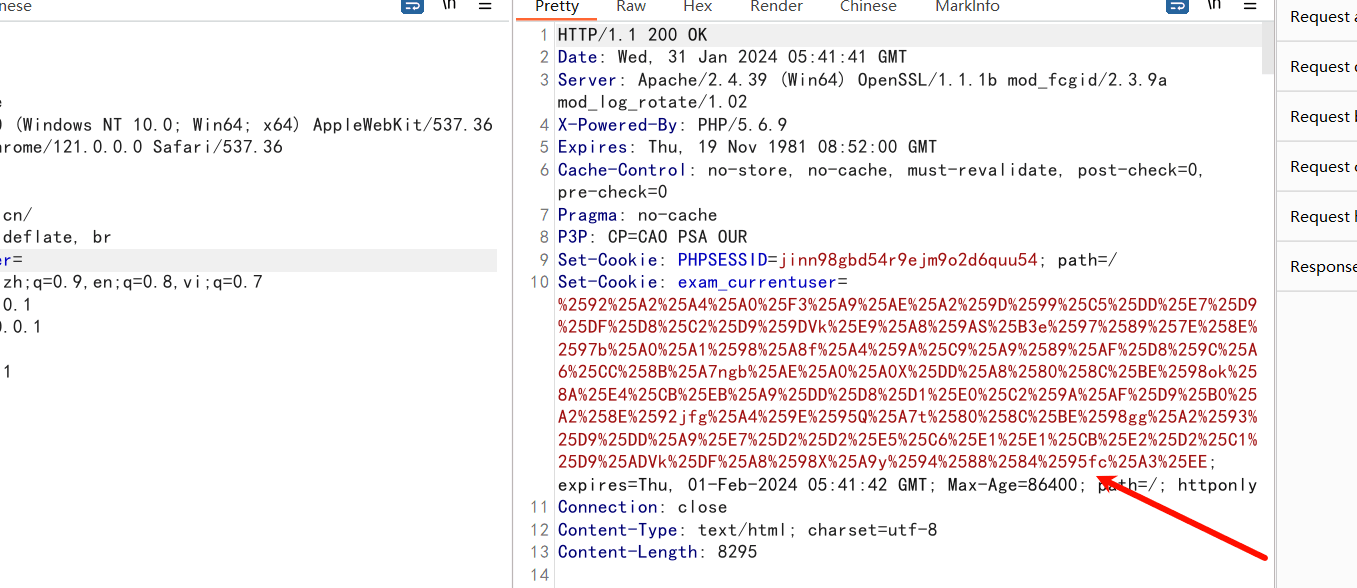 nese
\n
Pretty Raw Hex Render Chinese MarkInfo
\n
(Windows NT 10.0; Win64; x64) AppleWebKit/537.36
rome/121.0.0.0 Safari/537.36
cn/
deflate, br
er=
zh;q=0.9,en;q=0.8,vi;q=0.7
0.1
0.0.1
1
1 HTTP/1.1 200 OK
2 Date: Wed, 31 Jan 2024 05:41:41 GMT
3 Server: Apache/2.4.39 (Win64) OpenSSL/1.1.1b mod_fcgid/2.3.9a
mod_log_rotate/1.02
4 X-Powered-By: PHP/5.6.9
5 Expires: Thu, 19 Nov 1981 08:52:00 GMT
6 Cache-Control: no-store, no-cache, must-revalidate, post-check=0,
pre-check=0
7 Pragma: no-cache
8 P3P: CP=CAO PSA OUR
9 Set-Cookie: PHPSESSID=jinn98gbd54r9ejm9o2d6quu54; path=/
10 Set-Cookie: exam_currentuser=
%2592%25A2%25A4%25A0%25F3%25A9%25AE%25A2%259D%2599%25C5%25DD%25E7%25D9
%25DF%25D8%25C2%25D9%259DVk%25E9%25A8%259AS%25B3e%2597%2589%257E%258E%
2597b%25A0%25A1%2598%25A8f%25A4%259A%25C9%25A9%2589%25AF%25D8%259C%25A
6%25CC%258B%25A7ngb%25AE%25A0%25A0X%25DD%25A8%2580%258C%25BE%2598ok%25
8A%25E4%25CB%25EB%25A9%25DD%25D8%25D1%25E0%25C2%259A%25AF%25D9%25B0%25
A2%258E%2592jfg%25A4%259E%2595Q%25A7t%2580%258C%25BE%2598gg%25A2%2593%
25D9%25DD%25A9%25E7%25D2%25D2%25E5%25C6%25E1%25E1%25CB%25E2%25D2%25C1%
25D9%25ADVk%25DF%25A8%2598X%25A9y%2594%2588%2584%2595fc%25A3%25EE;
expires=Thu, 01-Feb-2024 05:41:42 GMT; Max-Age=86400; path=/; httponly
11 Connection: close
12 Content-Type: text/html; charset=utf-8
13 Content-Length: 8295
14
Request
Request
Request
Request
Request
Response